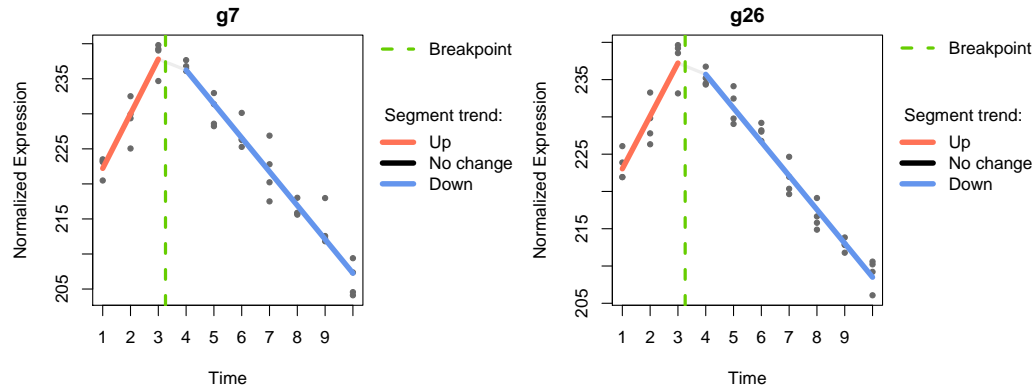 g7
Normalized Expression
235
225
215
205
1 2 3 4 5 6 7 8 9
Time
Breakpoint
Segment trend:
Up
No change
Down
g26
Normalized Expression
235
225
215
205
1 2 3 4 5 6 7 8 9
Time
Breakpoint
Segment trend:
Up
No change
Down